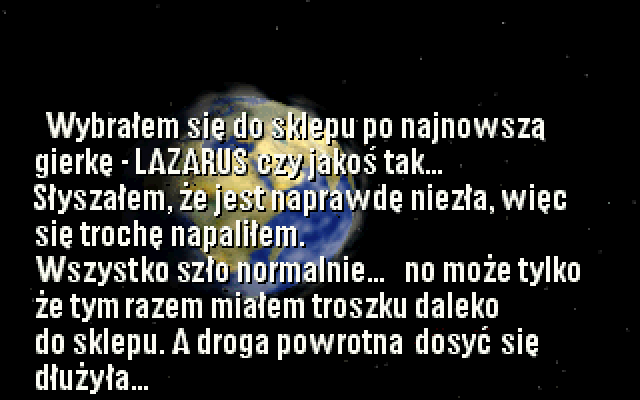 Wybrałem się do sklepu po najnowszą
gierkę - LAZARUS czy jakoś tak...
Słyszałem, że jest naprawdę niezła, więc
się trochę napaliłem.
Wszystko szło normalnie... no może tylko
że tym razem miałem troszku daleko
do sklepu. A droga powrotna dosyć się
dłużyła...